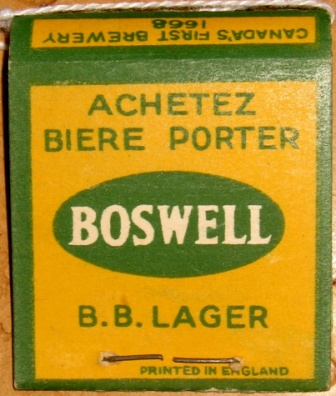 CANADA'S FIRST BREWERY
1668
ACHETEZ
BIERE PORTER
BOSWELL
B.B. LAGER
PRINTED IN ENGLAND